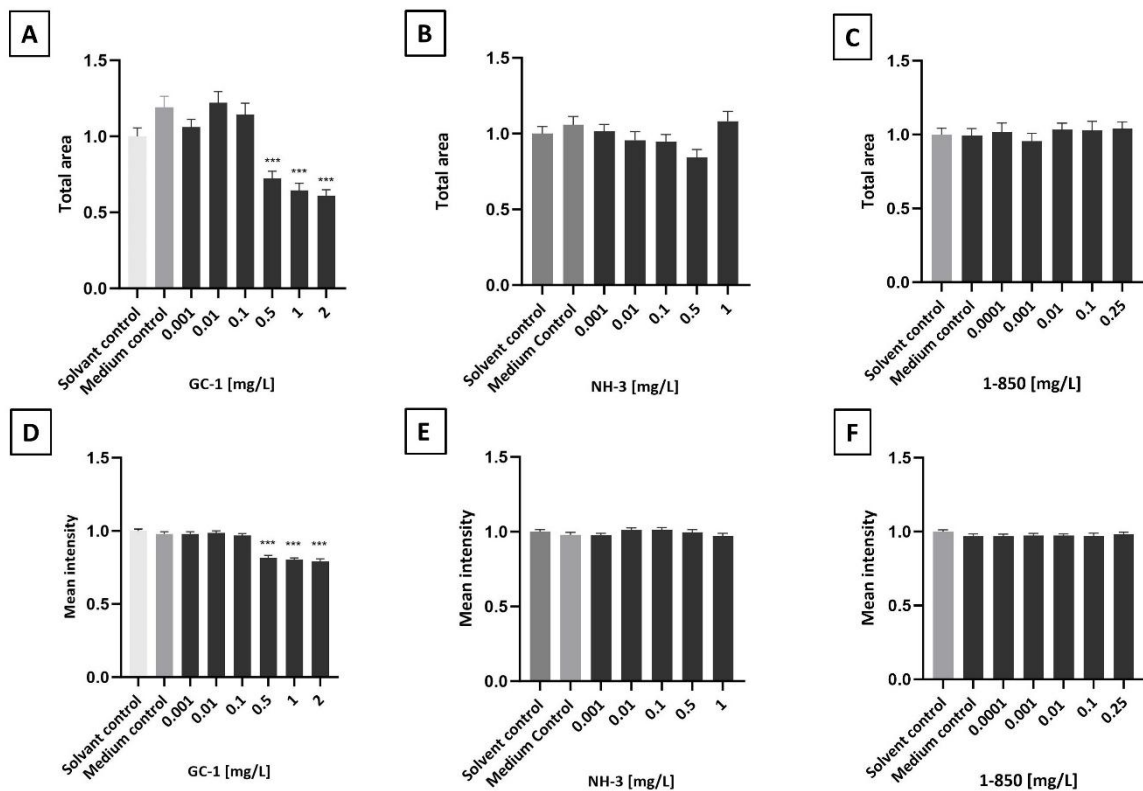 A
B
C
Total area
1.5
1.0
0.5
0.0
***
***
***
Solvant control
Medium control
0.001
0.01
0.1
0.5
1
2
GC-1 [mg/L]
Total area
1.5
1.0
0.5
0.0
Solvent control
Medium Control
0.001
0.01
0.1
0.5
1
NH-3 [mg/L]
Total area
1.5
1.0
0.5
0.0
Solvent control
Medium control
0.0001
0.001
0.01
0.1
0.25
1-850 [mg/L]
D
E
F
Mean intensity
1.5
1.0
0.5
0.0
***
***
***
Solvant control
Medium control
0.001
0.01
0.1
0.5
1
2
GC-1 [mg/L]
Mean intensity
1.5
1.0
0.5
0.0
Solvent control
Medium Control
0.001
0.01
0.1
0.5
1
NH-3 [mg/L]
Mean intensity
1.5
1.0
0.5
0.0
Solvent control
Medium control
0.0001
0.001
0.01
0.1
0.25
1-850 [mg/L]